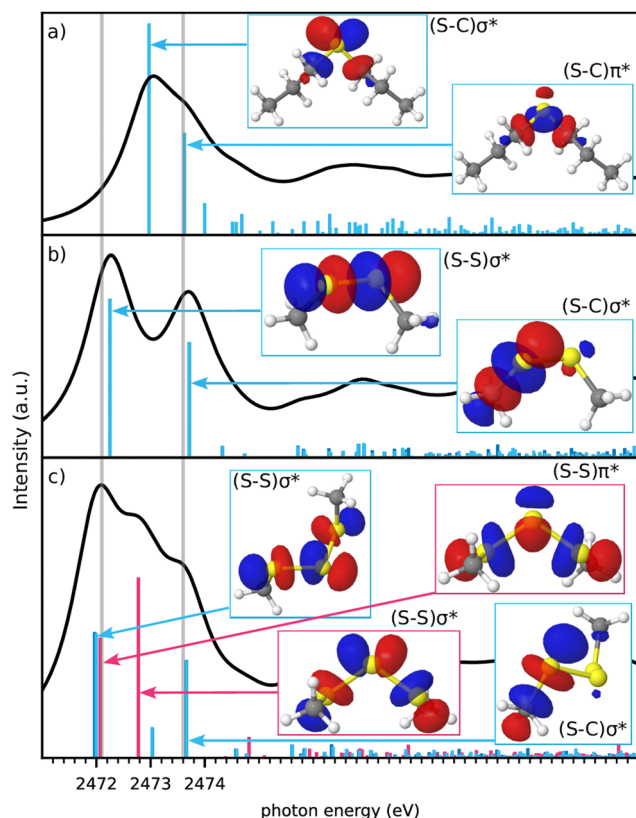 a)
(S-C)σ*
(S-C)π*
b)
(S-S)σ*
(S-C)σ*
c)
(S-S)σ*
(S-S)π*
(S-S)σ*
(S-C)σ*
Intensity (a.u.)
2472 2473 2474
photon energy (eV)